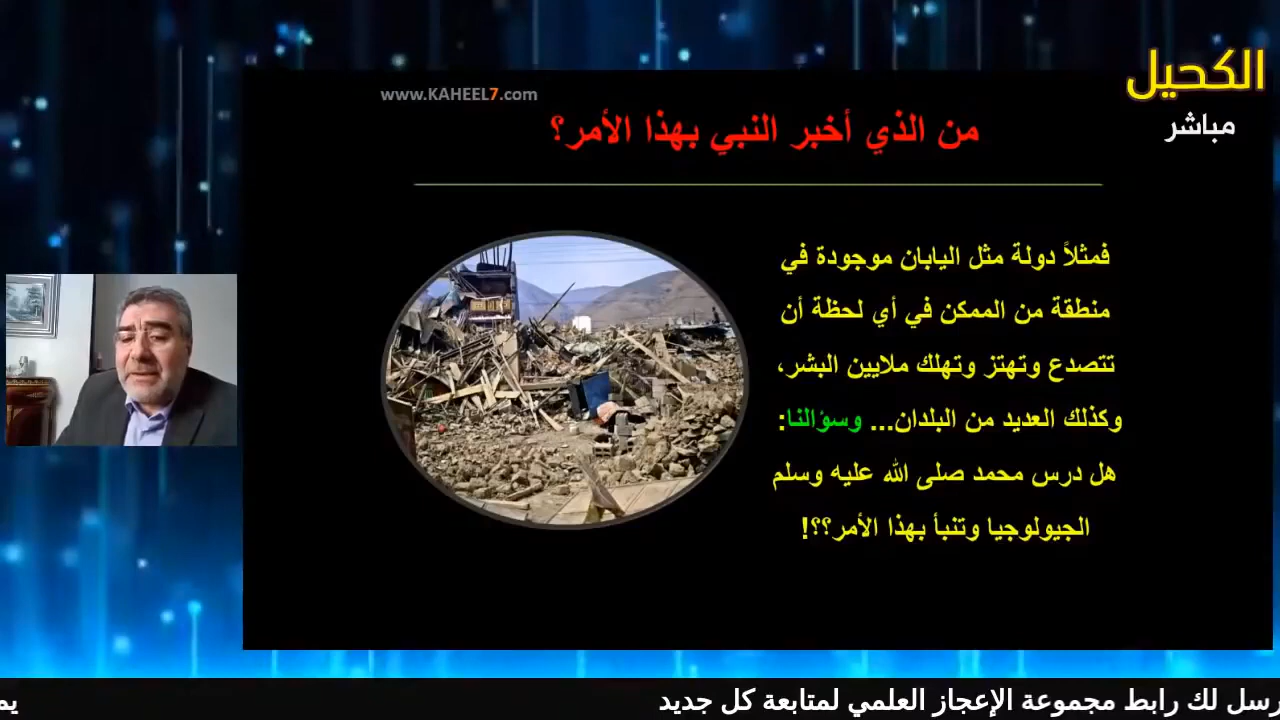 الكحيل
مباشر
www.KAHEEL7.com
من الذي أخبر النبي بهذا الأمر؟
فمثلاً دولة مثل اليابان موجودة في
منطقة من الممكن في أي لحظة أن
تتصدع وتهتز وتهلك ملايين البشر،
وكذلك العديد من البلدان... وسؤالنا:
هل درس محمد صلى الله عليه وسلم
الجيولوجيا وتنبأ بهذا الأمر؟؟!
رسل لك رابط مجموعة الإعجاز العلمي لمتابعة كل جديد